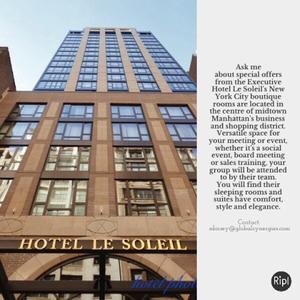 Ask me
about special offers
from the Executive
Hotel Le Soleil's New
York City boutique
rooms are located in
the centre of midtown
Manhattan's business
and shopping district.
Versatile space for
your meeting or event,
whether it's a social
event, board meeting
or sales training, your
group will be attended
to by their team.
You will find their
sleeping rooms and
suites have comfort,
style and elegance.
Contact
HOTEL LE SOLEIL
hotel phot
Ripl